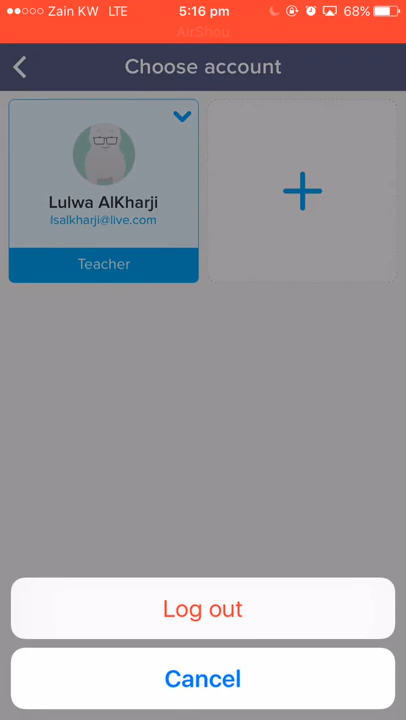 Zain KW LTE 5:16 pm 68%
AirShou
Choose account
Lulwa AlKharji
lsalkharji@live.com
Teacher
Log out
Cancel